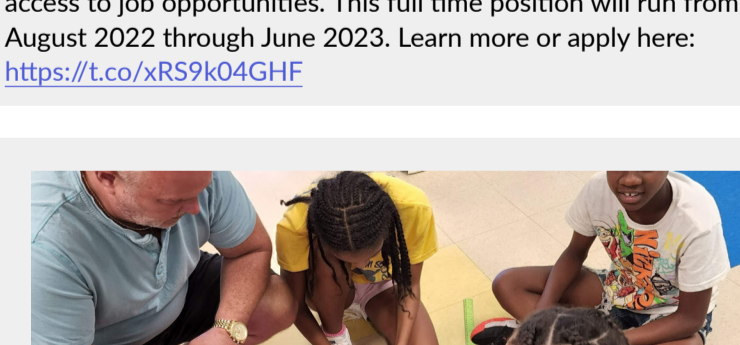 access to job opportunities. This full time position will run from
August 2022 through June 2023. Learn more or apply here:
https://t.co/xRS9k04GHF